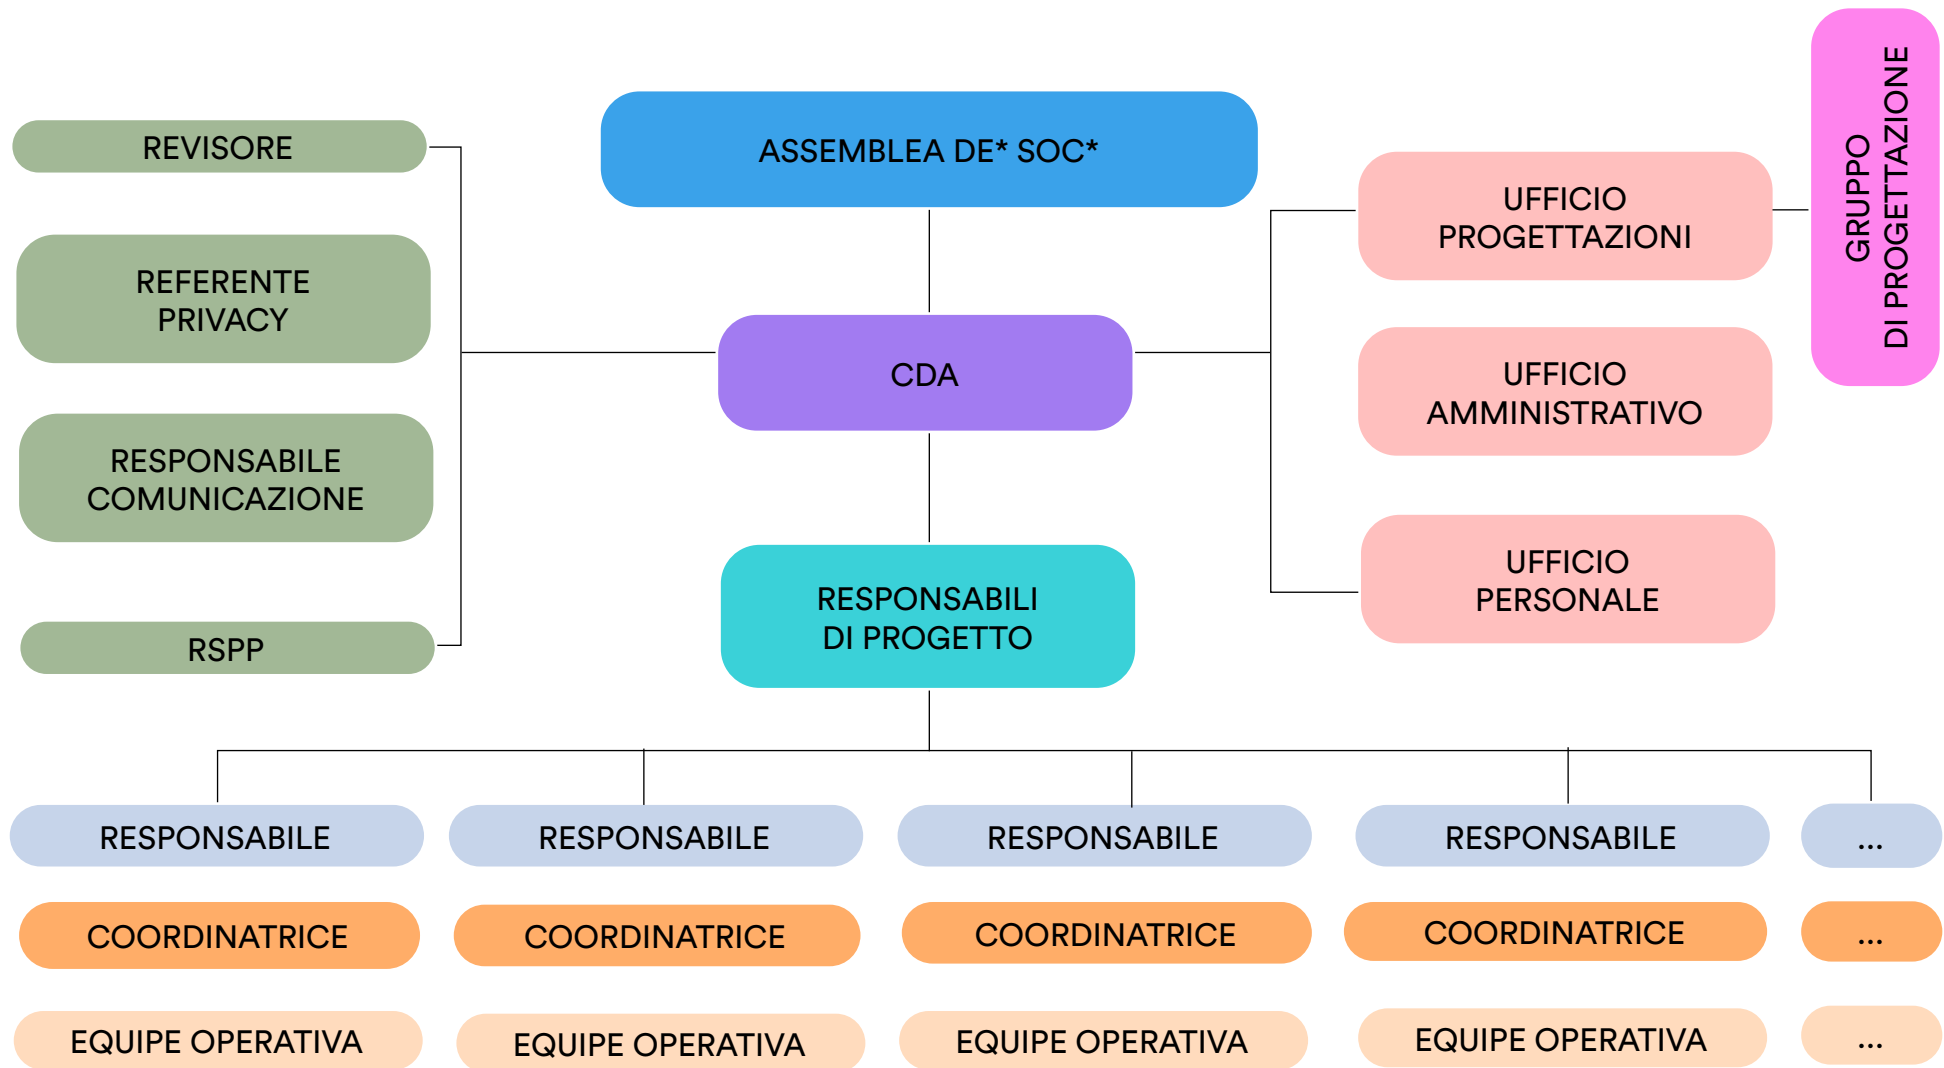 ASSEMBLEA DE* SOC*
REVISORE
REFERENTE
PRIVACY
RESPONSABILE
COMUNICAZIONE
RSPP
CDA
UFFICIO
PROGETTAZIONI
GRUPPO
DI PROGETTAZIONE
UFFICIO
AMMINISTRATIVO
UFFICIO
PERSONALE
RESPONSABILI
DI PROGETTO
RESPONSABILE
RESPONSABILE
RESPONSABILE
RESPONSABILE
...
COORDINATRICE
COORDINATRICE
COORDINATRICE
COORDINATRICE
...
EQUIPE OPERATIVA
EQUIPE OPERATIVA
EQUIPE OPERATIVA
EQUIPE OPERATIVA
...